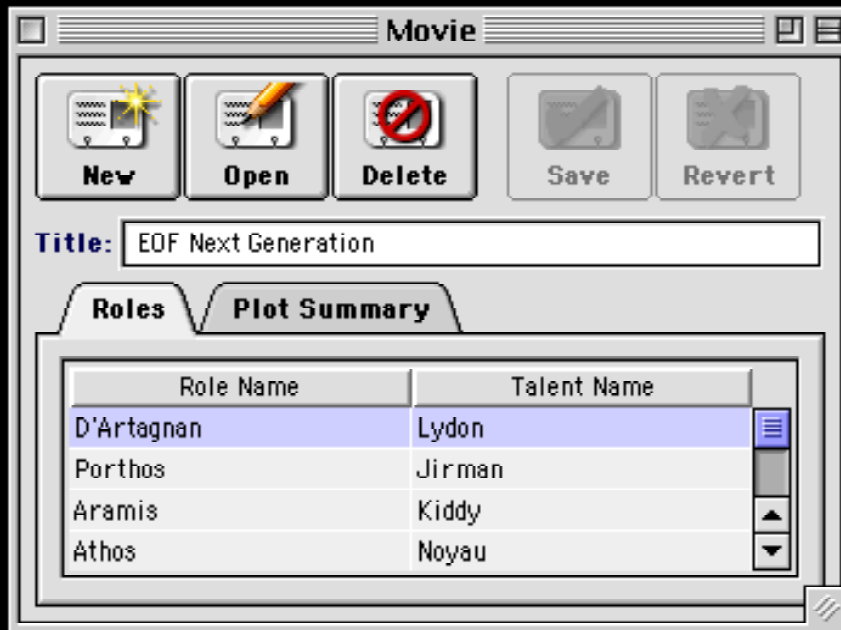 Movie
New Open Delete Save Revert
Title: EOF Next Generation
Roles Plot Summary
Role Name Talent Name
D'Artagnan Lydon
Porthos Jirman
Aramis Kiddy
Athos Noyau